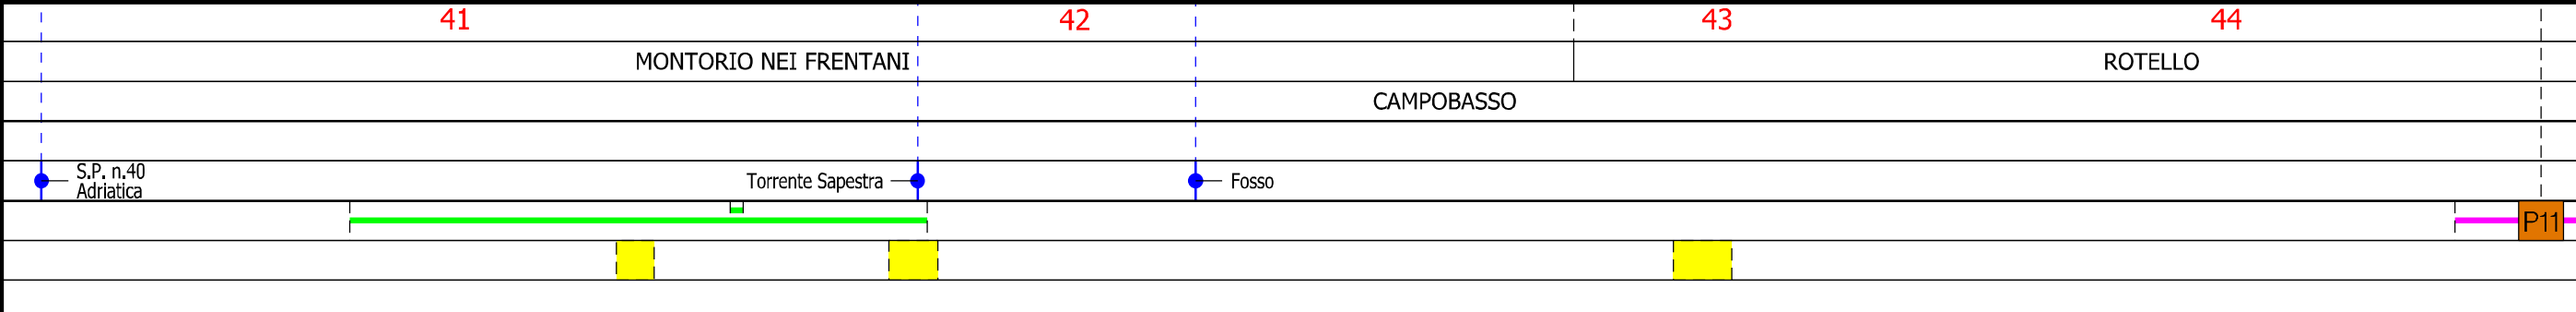 41 42 43 44
MONTORIO NEI FRENTANI ROTELLO
CAMPOBASSO
S.P. n.40
Adriatica
Torrente Sapestra
Fosso
P11